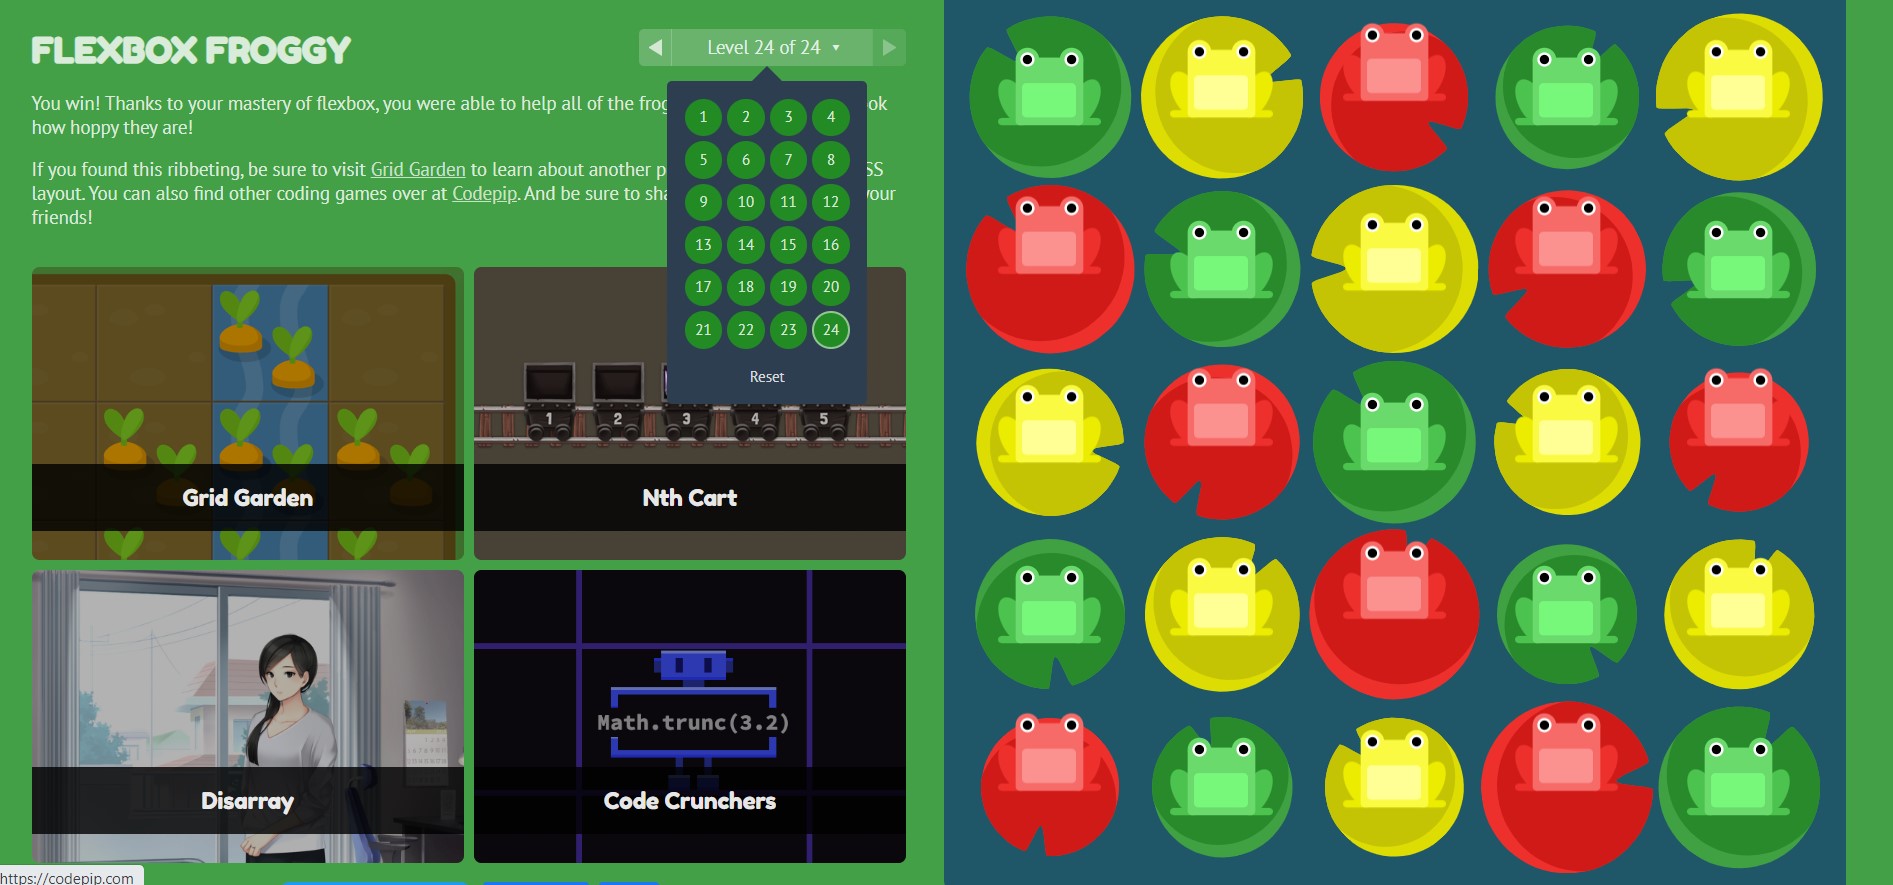 FLEXBOX FROGGY
Level 24 of 24 ▼
You win! Thanks to your mastery of flexbox, you were able to help all of the
how hoppy they are!
If you found this ribbeting, be sure to visit Grid Garden to learn about another
layout. You can also find other coding games over at Codepip. And be sure to
your
friends!
1 2 3 4
5 6 7 8
9 10 11 12
13 14 15 16
17 18 19 20
21 22 23 24
Reset
1 2 3 4 5
Grid Garden
Nth Cart
Math.trunc(3.2)
Disarray
Code Crunchers
https://codepip.com